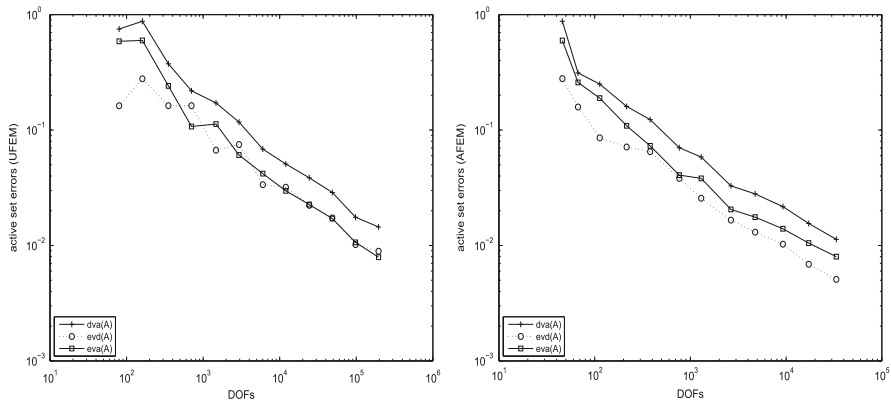 active set errors (UFEM)
10^0
10^-1
10^-2
10^-3
dva(A)
evd(A)
eva(A)
10^1
10^2
10^3
10^4
10^5
10^6
DOFs
active set errors (AFEM)
10^0
10^-1
10^-2
10^-3
dva(A)
evd(A)
eva(A)
10^1
10^2
10^3
10^4
10^5
DOFs